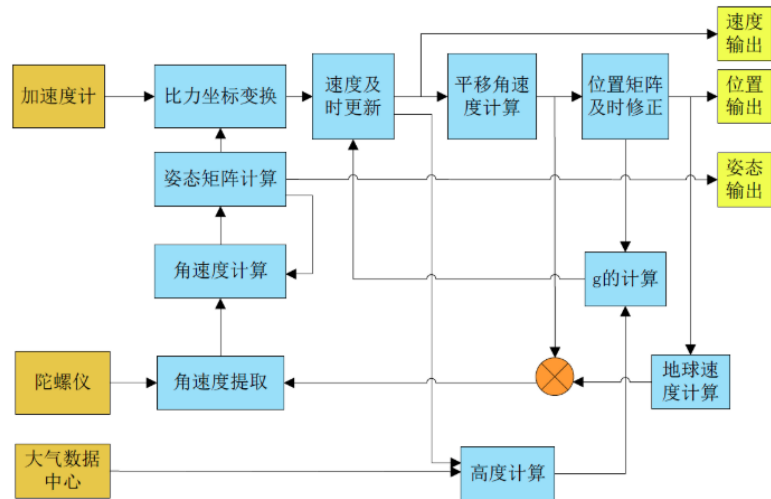 速度
输出
加速度计
比力坐标变换
速度及
时更新
平移角速
度计算
位置矩阵
及时修正
位置
输出
姿态矩阵计算
姿态
输出
角速度计算
g的计算
陀螺仪
角速度提取
地球速
度计算
大气数据
中心
高度计算